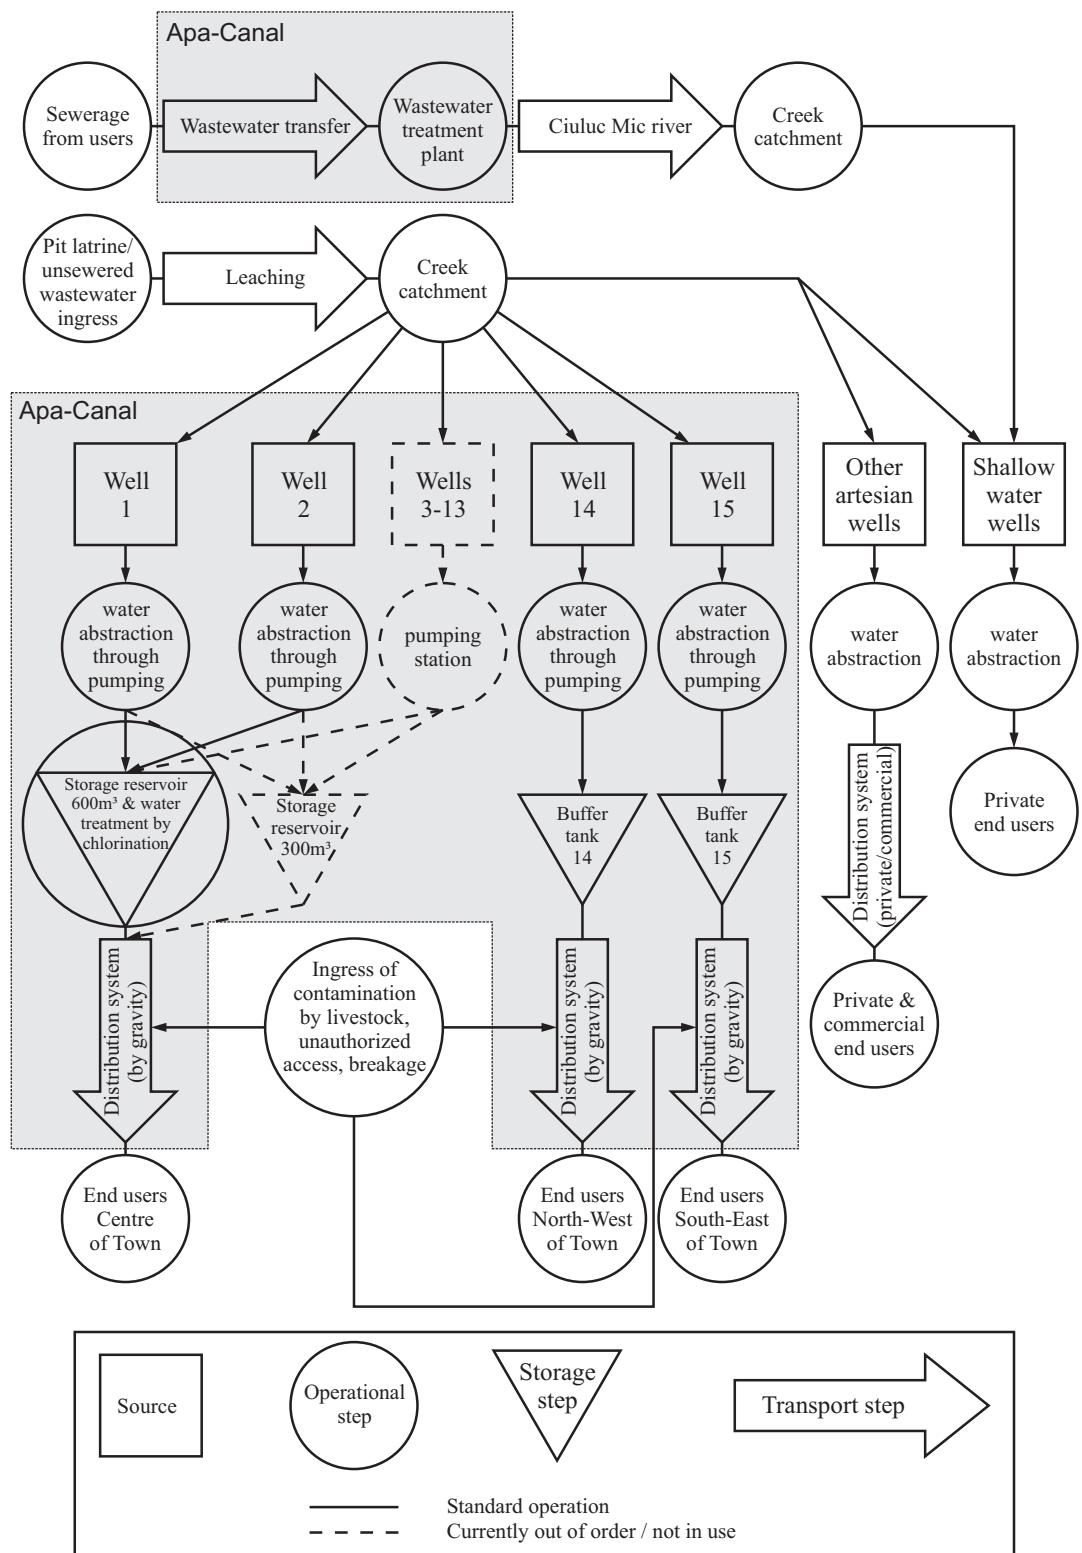 Apa-Canal
Sewerage
from users
Wastewater transfer
Wastewater
treatment
plant
Ciuluc Mic river
Creek
catchment
Pit latrine/
unsewered
wastewater
ingress
Leaching
Creek
catchment
Apa-Canal
Well
1
Well
2
Wells
3-13
Well
14
Well
15
Other
artesian
wells
Shallow
water
wells
water
abstraction
through
pumping
water
abstraction
through
pumping
pumping
station
water
abstraction
through
pumping
water
abstraction
through
pumping
water
abstraction
water
abstraction
Storage reservoir
600m³ & water
treatment by
chlorination
Storage
reservoir
300m³
Buffer
tank
14
Buffer
tank
15
Distribution system
(private/commercial)
Private
end users
Distribution system
(by gravity)
Ingress of
contamination
by livestock,
unauthorized
access, breakage
Distribution system
(by gravity)
Distribution system
(by gravity)
Private &
commercial
end users
End users
Centre
of Town
End users
North-West
of Town
End users
South-East
of Town
Source
Operational
step
Storage
step
Transport step
Standard operation
Currently out of order / not in use